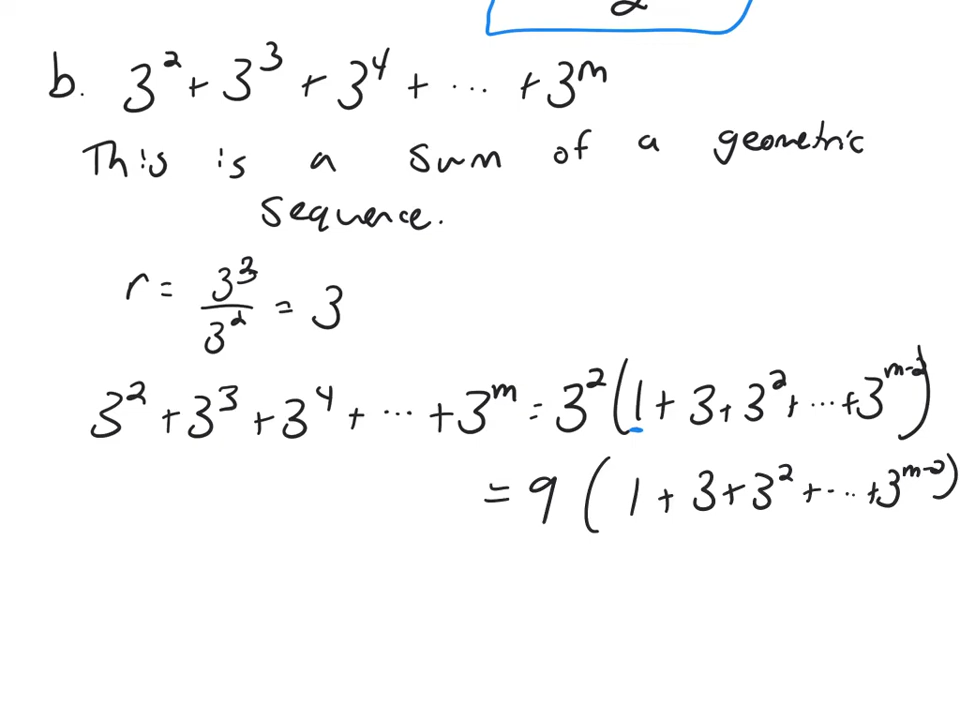 2
b. 3^2 + 3^3 + 3^4 + ... + 3^m
This is a sum of a geometric
sequence.
r = 3^3/3^2 = 3
3^2 + 3^3 + 3^4 + ... + 3^m = 3^2 (1 + 3 + 3^2 + ... + 3^(m-2))
= 9 (1 + 3 + 3^2 + ... + 3^(m-2))